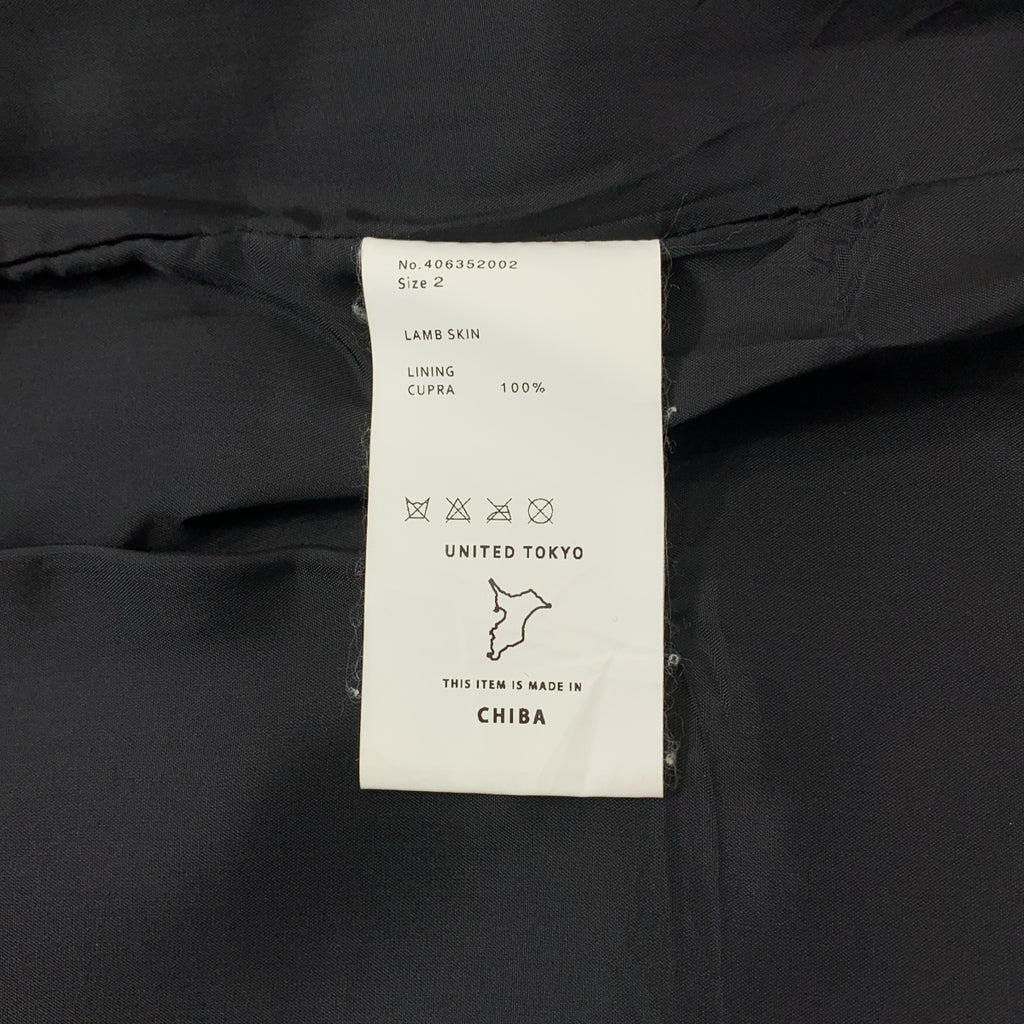 No.406352002
Size 2
LAMB SKIN
LINING
CUPRA 100%
UNITED TOKYO
THIS ITEM IS MADE IN
CHIBA